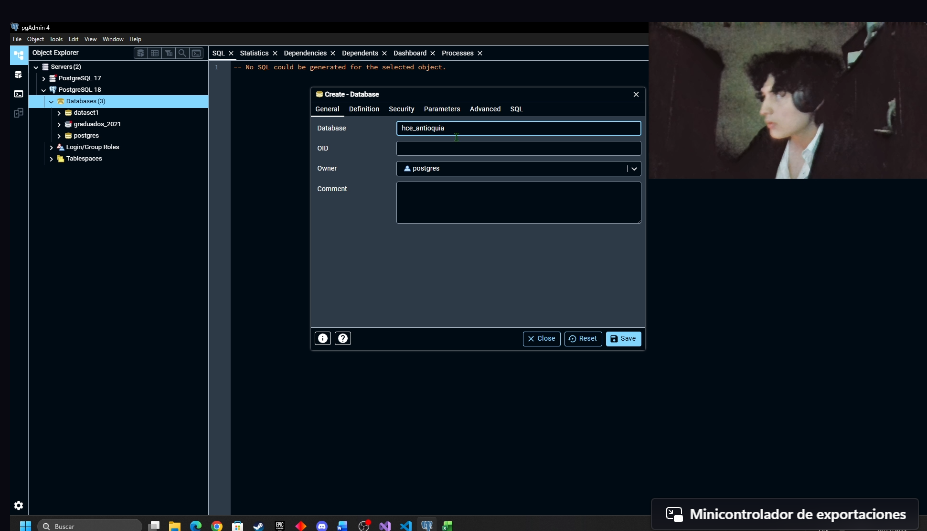 pgAdmin 4
File Object Tools Edit View Window Help
Object Explorer
SQL Statistics Dependencies Dependents Dashboard Processes
Servers (2)
PostgreSQL 17
PostgreSQL 18
Databases (3)
dataset1
graduados_2021
postgres
Login/Group Roles
Tablespaces
1 -- No SQL could be generated for the selected object.
Create - Database
General Definition Security Parameters Advanced SQL
Database hce_antioquia
OID
Owner postgres
Comment
Close Reset Save
Minicontrolador de exportaciones
Buscar